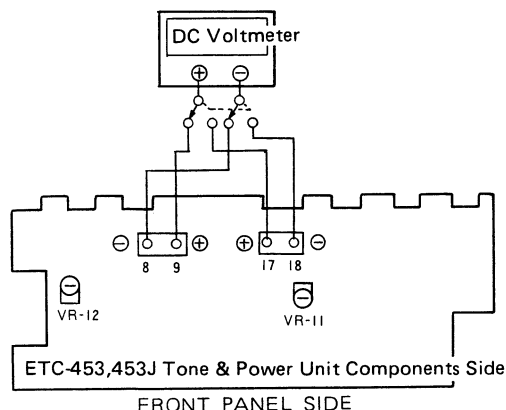 DC Voltmeter
⊕ ⊖
⊖ ⊕ ⊕ ⊖
8 9 17 18
VR-12
VR-11
ETC-453,453J Tone & Power Unit Components Side
FRONT PANEL SIDE